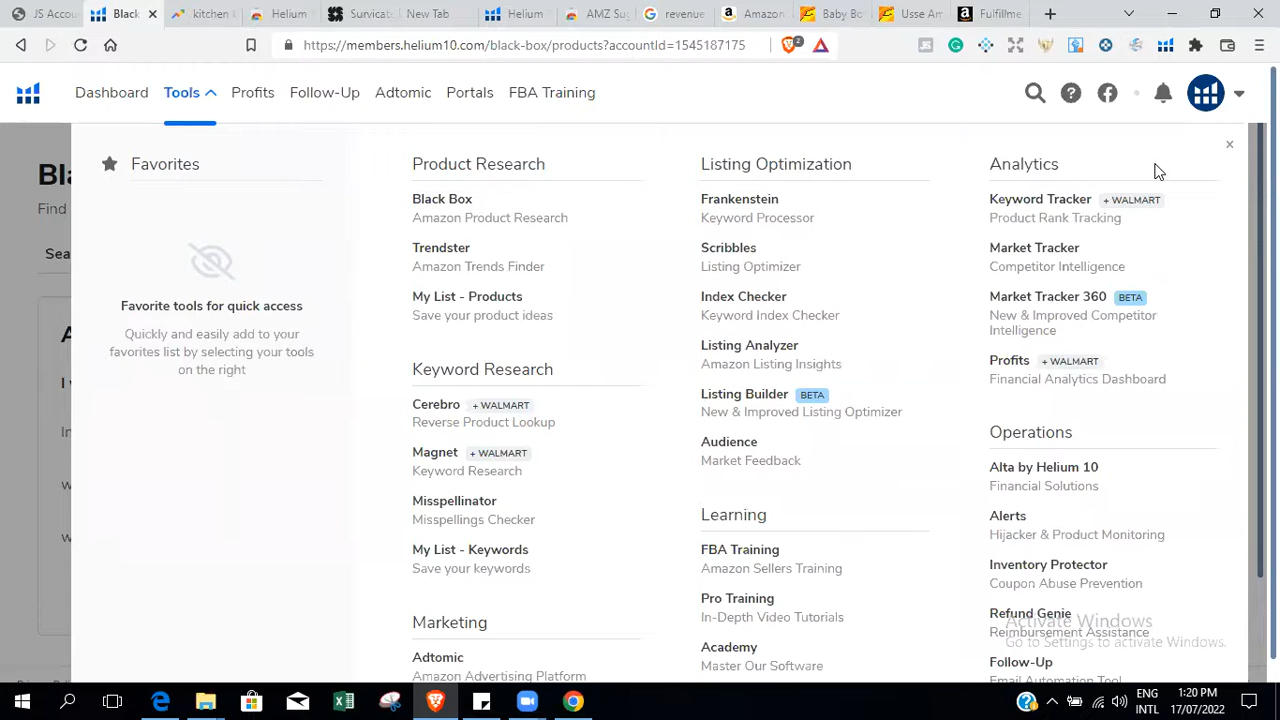 JS Accou
Black
kitchen
Helium
Survicat
New Tab
Helium
AMZ Sug
revenue
Amazon
Baby Bo
Usse Am
Fulfillme
https://members.helium10.com/black-box/products?accountId=1545187175
2
Dashboard
Tools
Profits
Follow-Up
Adtomic
Portals
FBA Training
Bla
Find
Sea
A
I v
In
Favorites
Favorite tools for quick access
Quickly and easily add to your
favorites list by selecting your tools
on the right
Product Research
Black Box
Amazon Product Research
Trendster
Amazon Trends Finder
My List - Products
Save your product ideas
Keyword Research
Cerebro + WALMART
Reverse Product Lookup
Magnet + WALMART
Keyword Research
Misspellinator
Misspellings Checker
My List - Keywords
Save your keywords
Marketing
Adtomic
Amazon Advertising Platform
Listing Optimization
Frankenstein
Keyword Processor
Scribbles
Listing Optimizer
Index Checker
Keyword Index Checker
Listing Analyzer
Amazon Listing Insights
Listing Builder BETA
New & Improved Listing Optimizer
Audience
Market Feedback
Learning
FBA Training
Amazon Sellers Training
Pro Training
In-Depth Video Tutorials
Academy
Master Our Software
Analytics
Keyword Tracker + WALMART
Product Rank Tracking
Market Tracker
Competitor Intelligence
Market Tracker 360 BETA
New & Improved Competitor
Intelligence
Profits + WALMART
Financial Analytics Dashboard
Operations
Alta by Helium 10
Financial Solutions
Alerts
Hijacker & Product Monitoring
Inventory Protector
Coupon Abuse Prevention
Refund Genie
Reimbursement Assistance
Follow-Up
Email Automation Tool
Activate Windows
Go to Settings to activate Windows.
ENG
INTL
1:20 PM
17/07/2022